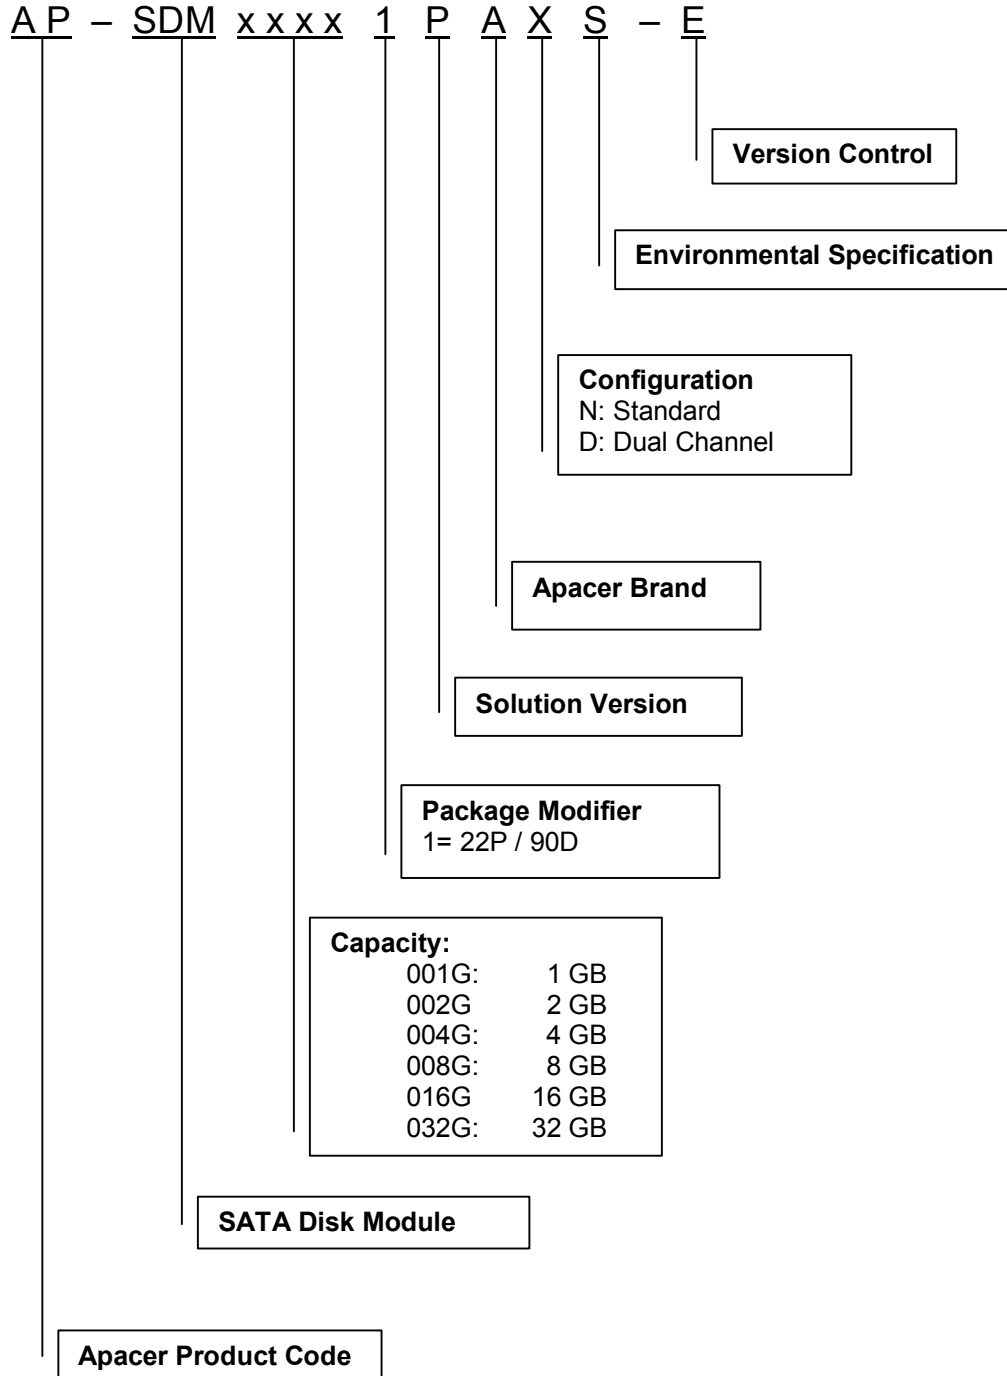 A P – SDM x x x x 1 P A X S – E
Version Control
Environmental Specification
Configuration
N: Standard
D: Dual Channel
Apacer Brand
Solution Version
Package Modifier
1= 22P / 90D
Capacity:
001G: 1 GB
002G 2 GB
004G: 4 GB
008G: 8 GB
016G 16 GB
032G: 32 GB
SATA Disk Module
Apacer Product Code